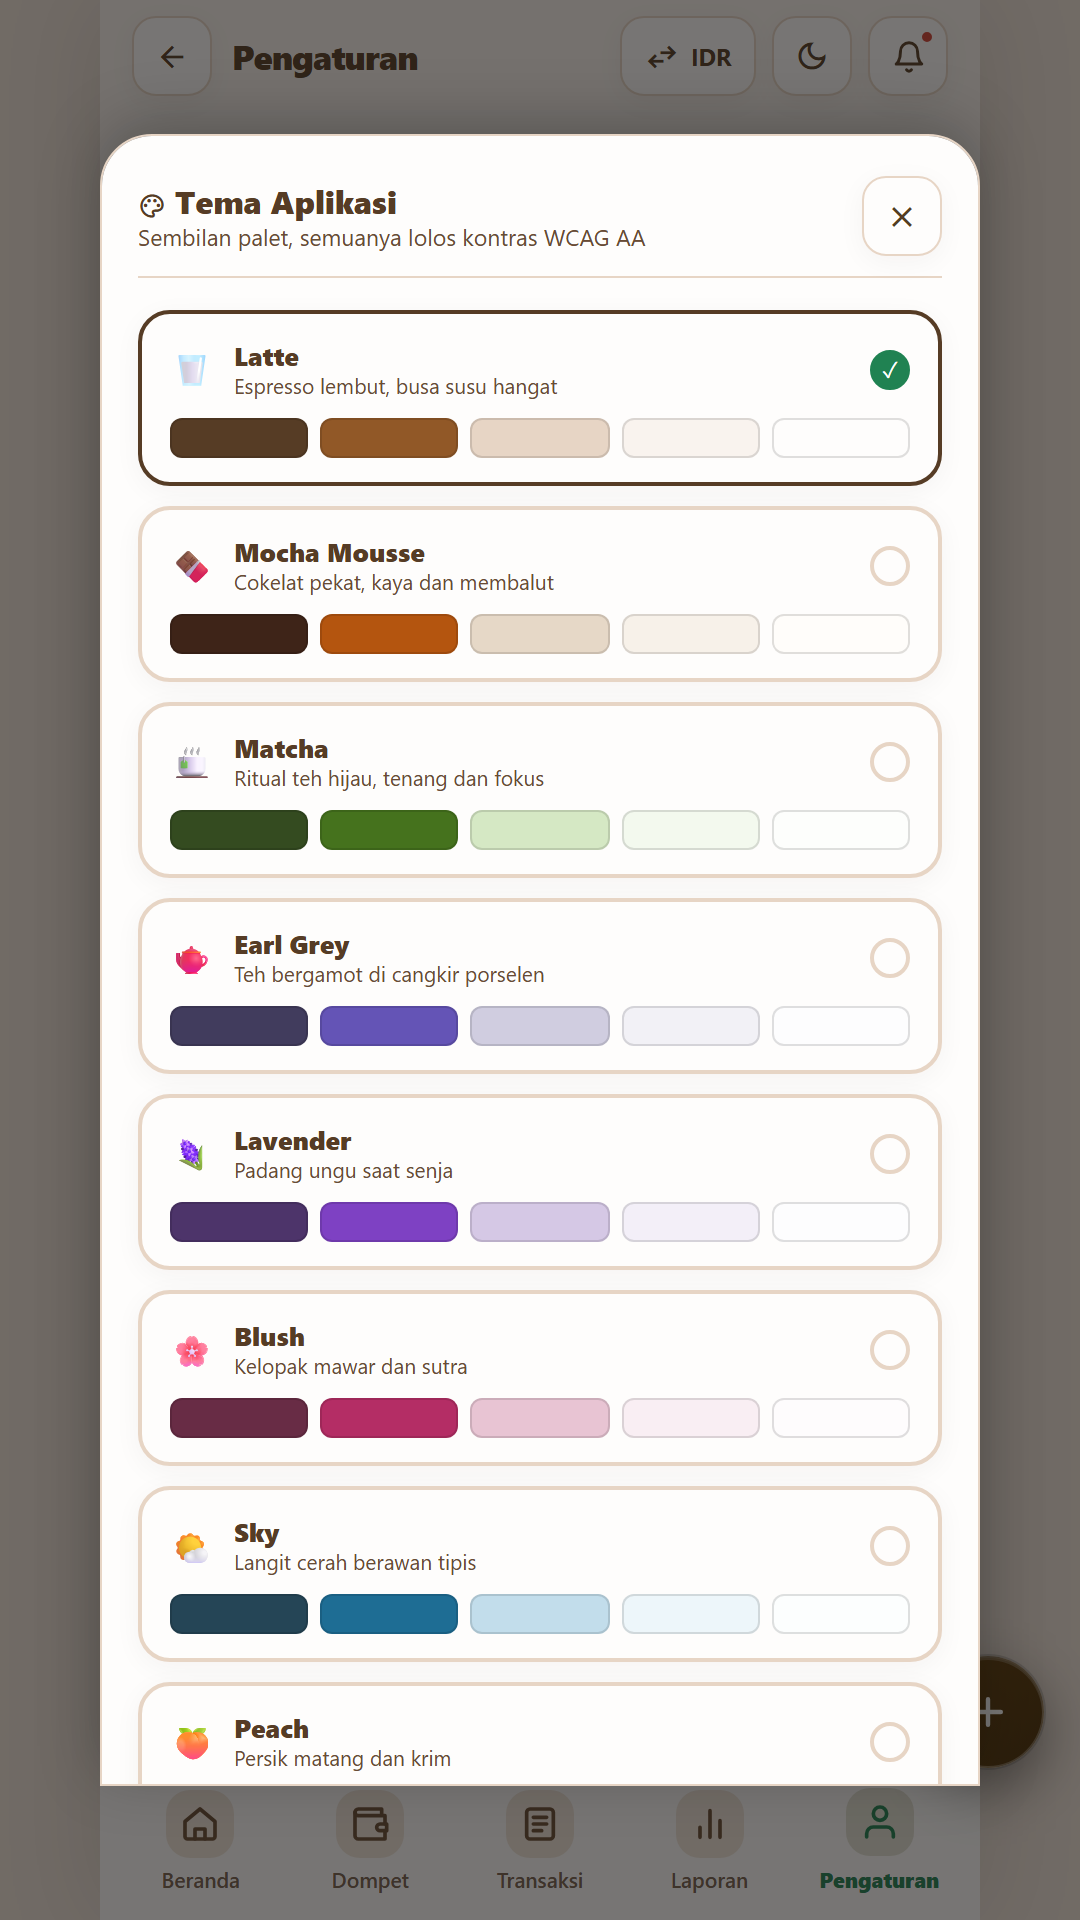 Pengaturan
IDR
Tema Aplikasi
Sembilan palet, semuanya lolos kontras WCAG AA
Latte
Espresso lembut, busa susu hangat
Mocha Mousse
Cokelat pekat, kaya dan membalut
Matcha
Ritual teh hijau, tenang dan fokus
Earl Grey
Teh bergamot di cangkir porselen
Lavender
Padang ungu saat senja
Blush
Kelopak mawar dan sutra
Sky
Langit cerah berawan tipis
Peach
Persik matang dan krim
Beranda
Dompet
Transaksi
Laporan
Pengaturan